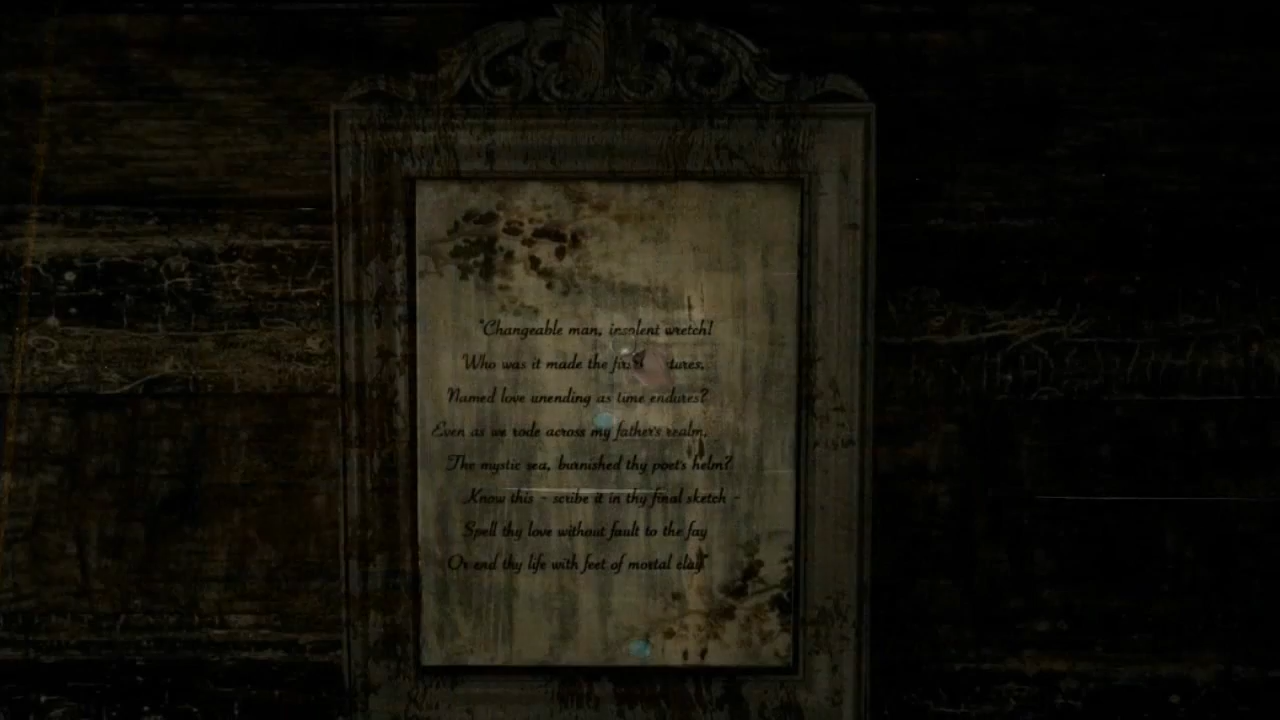 "Changeable man, insolent wretch!
Who was it made the
Named love unending as time endures?
Even as we rode across my father's realm,
The mystic sea, burnished thy poet's helm?
Know this - scribe it in thy final sketch -
Spell thy love without fault to the fay
Or end thy life with feet of mortal clay"